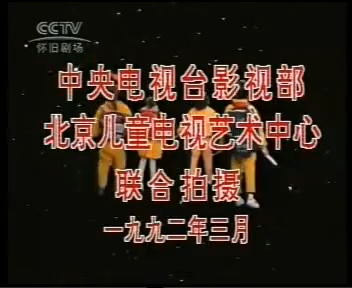 CCTV
怀旧剧场
中央电视台影视部
北京儿童电视艺术中心
联合拍摄
一九九二年三月